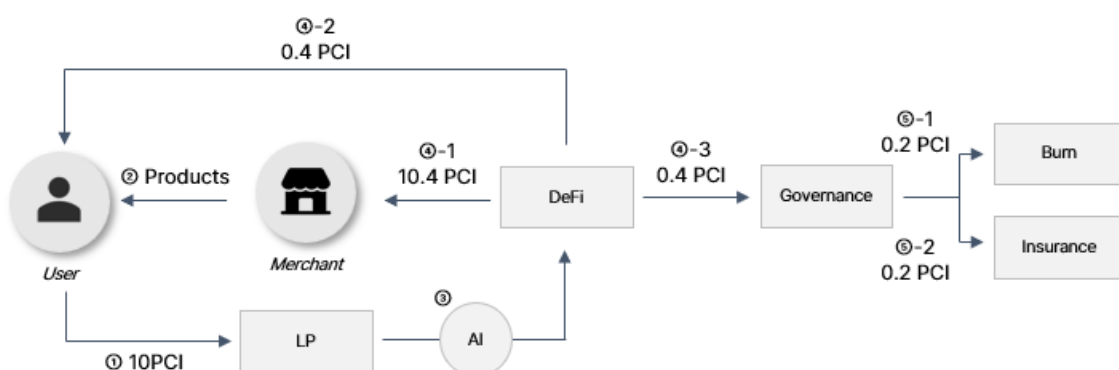 ④-2
0.4 PCI
② Products
④-1
10.4 PCI
DeFi
④-3
0.4 PCI
Governance
⑤-1
0.2 PCI
Burn
⑤-2
0.2 PCI
Insurance
User
Merchant
① 10PCI
LP
③
AI